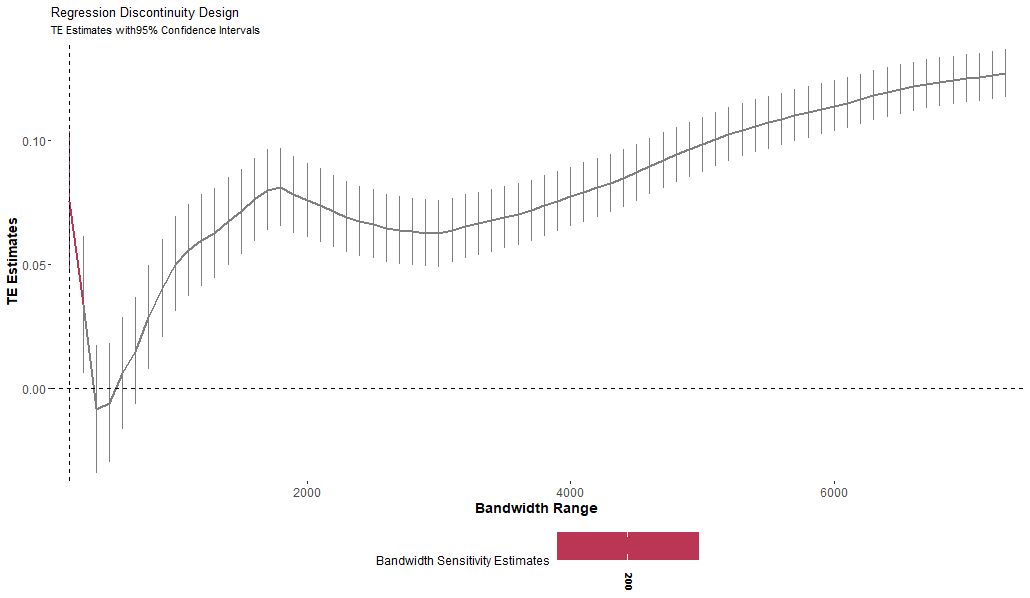 Regression Discontinuity Design
TE Estimates with95% Confidence Intervals
TE Estimates
0.10
0.05
0.00
2000
4000
6000
Bandwidth Range
Bandwidth Sensitivity Estimates
200